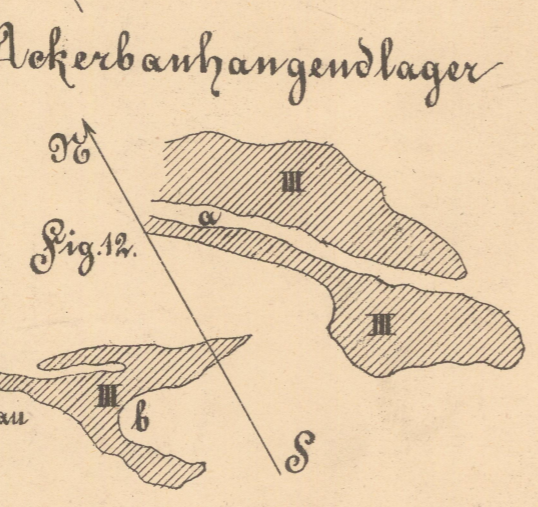 Ackerbauhangendlager
N
III
a
Fig. 12.
III
III
b
au
S